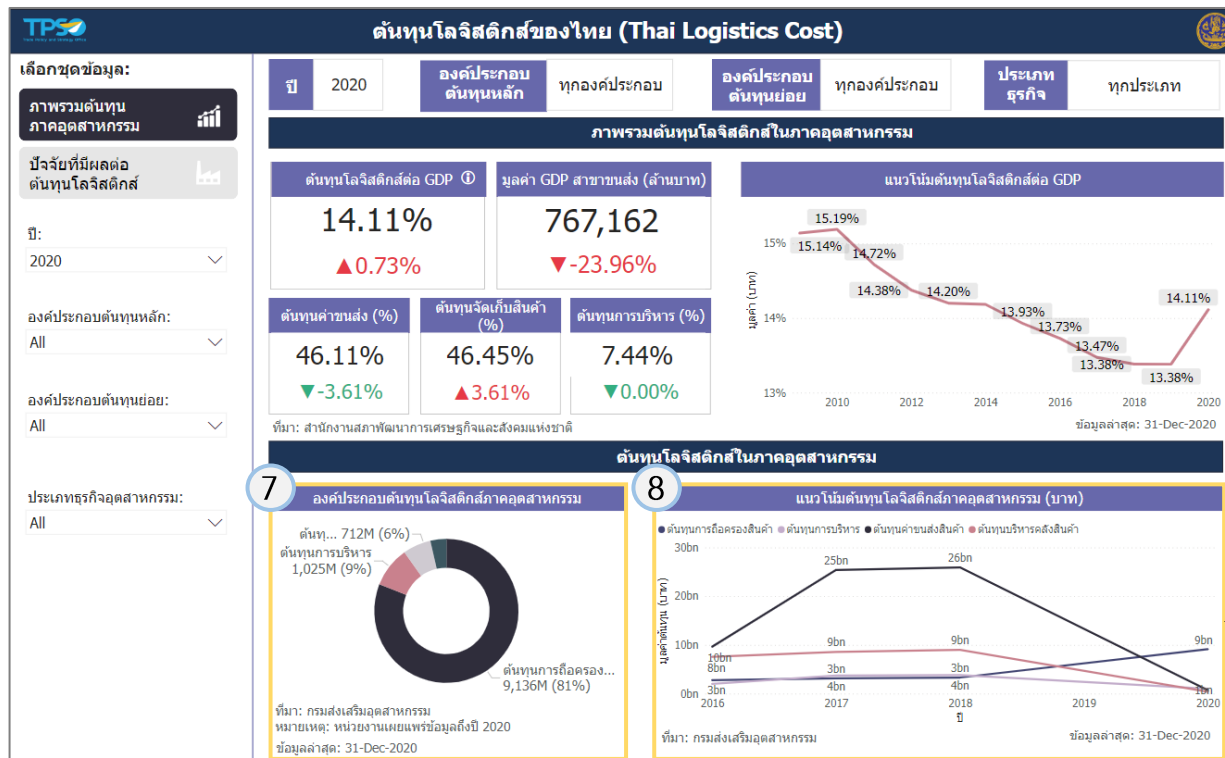 TPSO
ต้นทุนโลจิสติกส์ของไทย (Thai Logistics Cost)
เลือกชุดข้อมูล:
ภาพรวมต้นทุน
ภาคอุตสาหกรรม
ปัจจัยที่มีผลต่อ
ต้นทุนโลจิสติกส์
ปี:
2020
องค์ประกอบต้นทุนหลัก:
All
องค์ประกอบต้นทุนย่อย:
All
ประเภทธุรกิจอุตสาหกรรม:
All
ปี
2020
องค์ประกอบ
ต้นทุนหลัก
ทุกองค์ประกอบ
องค์ประกอบ
ต้นทุนย่อย
ทุกองค์ประกอบ
ประเภท
ธุรกิจ
ทุกประเภท
ภาพรวมต้นทุนโลจิสติกส์ในภาคอุตสาหกรรม
ต้นทุนโลจิสติกส์ต่อ GDP
14.11%
▲0.73%
มูลค่า GDP สาขาขนส่ง (ล้านบาท)
767,162
▼-23.96%
ต้นทุนค่าขนส่ง (%)
46.11%
▼-3.61%
ต้นทุนจัดเก็บสินค้า
(%)
46.45%
▲3.61%
ต้นทุนการบริหาร (%)
7.44%
▼0.00%
ที่มา: สำนักงานสภาพัฒนาการเศรษฐกิจและสังคมแห่งชาติ
แนวโน้มต้นทุนโลจิสติกส์ต่อ GDP
มูลค่า (บาท)
15%
14%
13%
15.14%
15.19%
14.72%
14.38%
14.20%
13.93%
13.73%
13.47%
13.38%
13.38%
14.11%
2010
2012
2014
2016
2018
2020
ข้อมูลล่าสุด: 31-Dec-2020
ต้นทุนโลจิสติกส์ในภาคอุตสาหกรรม
7
องค์ประกอบต้นทุนโลจิสติกส์ภาคอุตสาหกรรม
ต้นทุ... 712M (6%)
ต้นทุนการบริหาร
1,025M (9%)
ต้นทุนการถือครอง...
9,136M (81%)
ที่มา: กรมส่งเสริมอุตสาหกรรม
หมายเหตุ: หน่วยงานเผยแพร่ข้อมูลถึงปี 2020
ข้อมูลล่าสุด: 31-Dec-2020
8
แนวโน้มต้นทุนโลจิสติกส์ภาคอุตสาหกรรม (บาท)
ต้นทุนการถือครองสินค้า ต้นทุนการบริหาร ต้นทุนค่าขนส่งสินค้า ต้นทุนบริหารคลังสินค้า
มูลค่าต้นทุน (บาท)
30bn
20bn
10bn
0bn
25bn
26bn
9bn
9bn
9bn
10bn
8bn
3bn
3bn
3bn
4bn
4bn
1bn
2016
2017
2018
2019
2020
ปี
ที่มา: กรมส่งเสริมอุตสาหกรรม
ข้อมูลล่าสุด: 31-Dec-2020